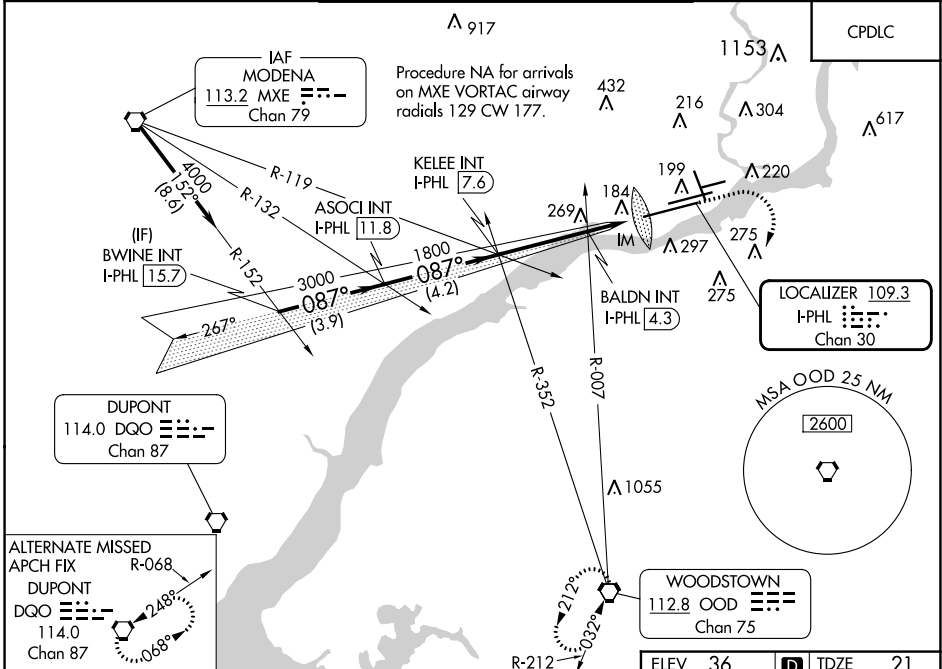 917
CPDLC
1153
IAF
MODENA
113.2 MXE
Chan 79
Procedure NA for arrivals
on MXE VORTAC airway
radials 129 CW 177.
432
216
304
617
4000
152°
(8.6)
R-119
R-132
R-152
KELEE INT
I-PHL 7.6
ASOCI INT
I-PHL 11.8
(IF)
BWINE INT
I-PHL 15.7
199
220
184
269
IM
297
275
275
3000
087°
(3.9)
1800
087°
(4.2)
267°
BALDN INT
I-PHL 4.3
LOCALIZER 109.3
I-PHL
Chan 30
R-352
R-007
MSA OOD 25 NM
2600
DUPONT
114.0 DQO
Chan 87
1055
ALTERNATE MISSED
APCH FIX
DUPONT
DQO
114.0
Chan 87
R-068
248°
068°
212°
032°
R-212
WOODSTOWN
112.8 OOD
Chan 75
ELEV 36
D
TDZE 21